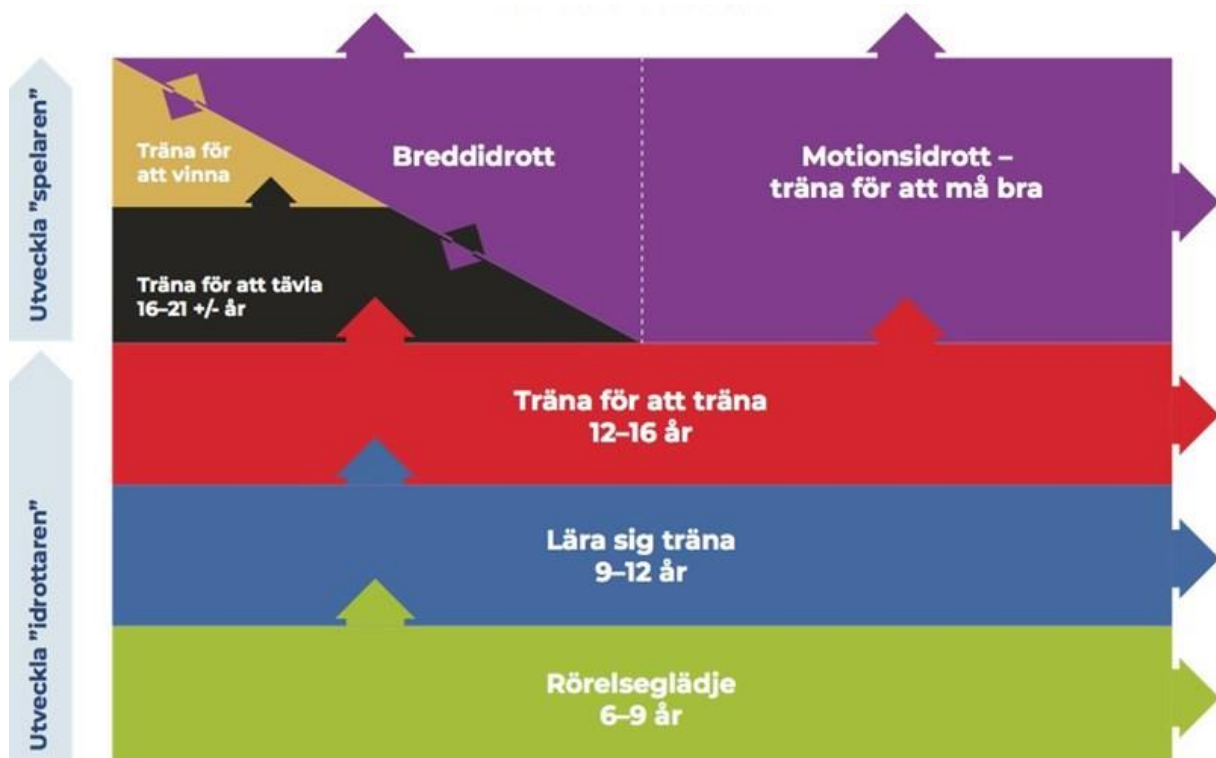 Utveckla ”spelaren”
Träna för
att vinna
Breddidrott
Motionsidrott –
träna för att må bra
Träna för att tävla
16–21 +/- år
Utveckla ”idrottaren”
Träna för att träna
12–16 år
Lära sig träna
9–12 år
Rörelseglädje
6–9 år